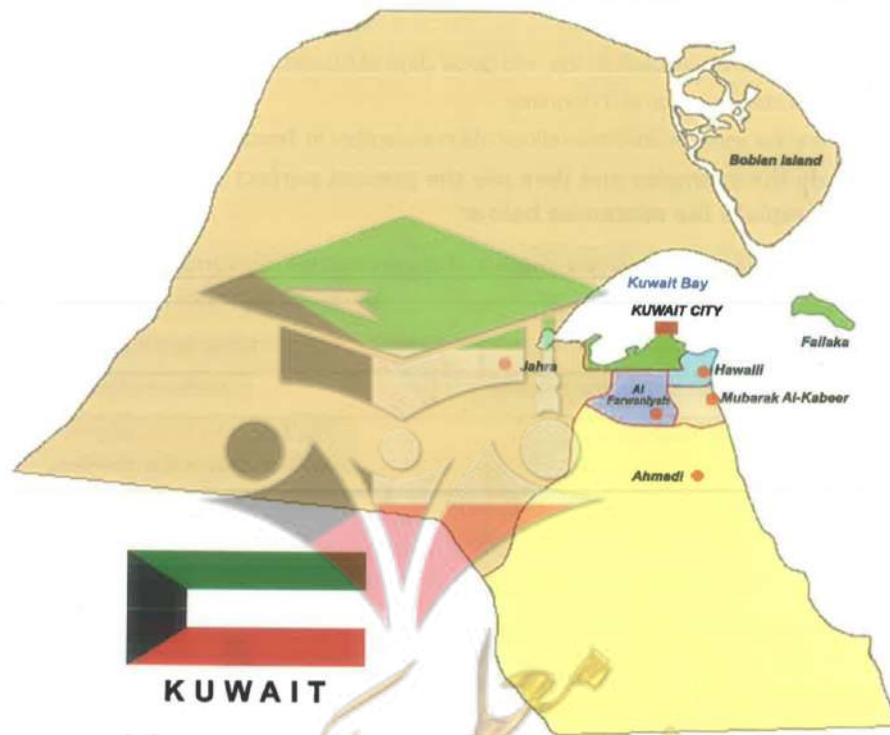 Bobian Island
Kuwait Bay
KUWAIT CITY
Failaka
Jahra
Hawalli
Al
Farwaniyah
Mubarak Al-Kabeer
Ahmadi
KUWAIT